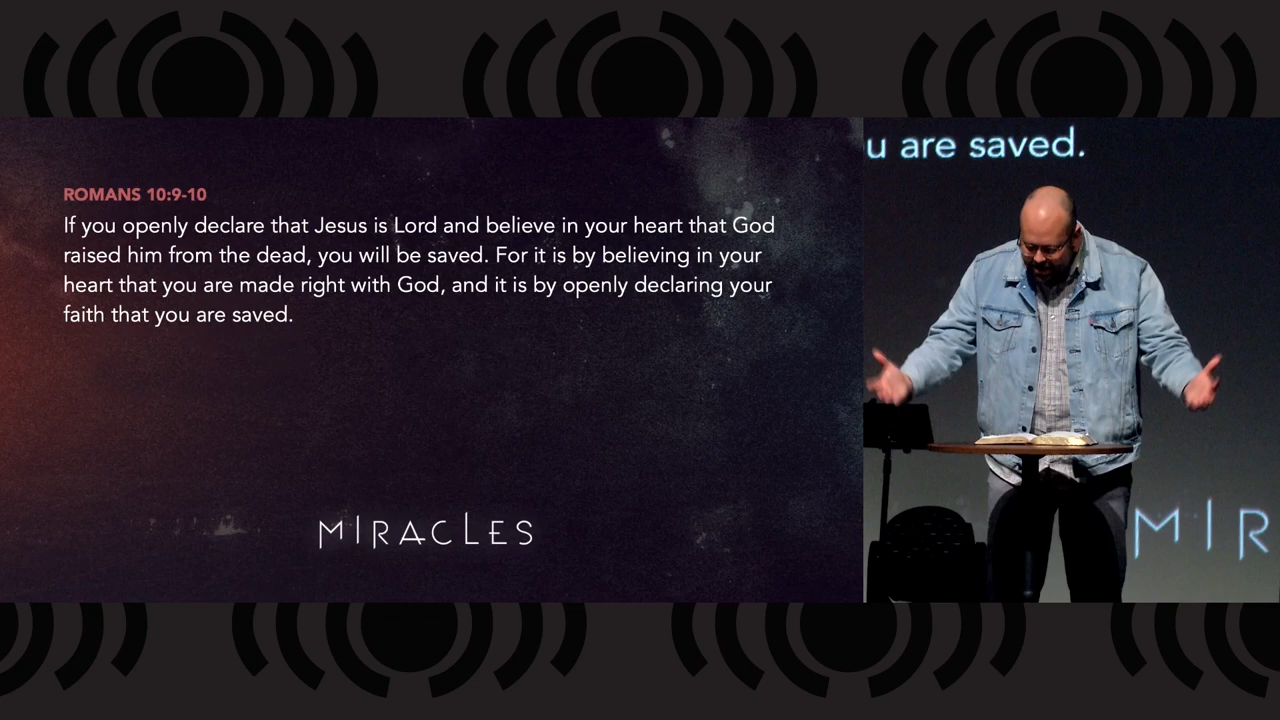 ROMANS 10:9-10
If you openly declare that Jesus is Lord and believe in your heart that God
raised him from the dead, you will be saved. For it is by believing in your
heart that you are made right with God, and it is by openly declaring your
faith that you are saved.
MIRACLES
u are saved.
MIR